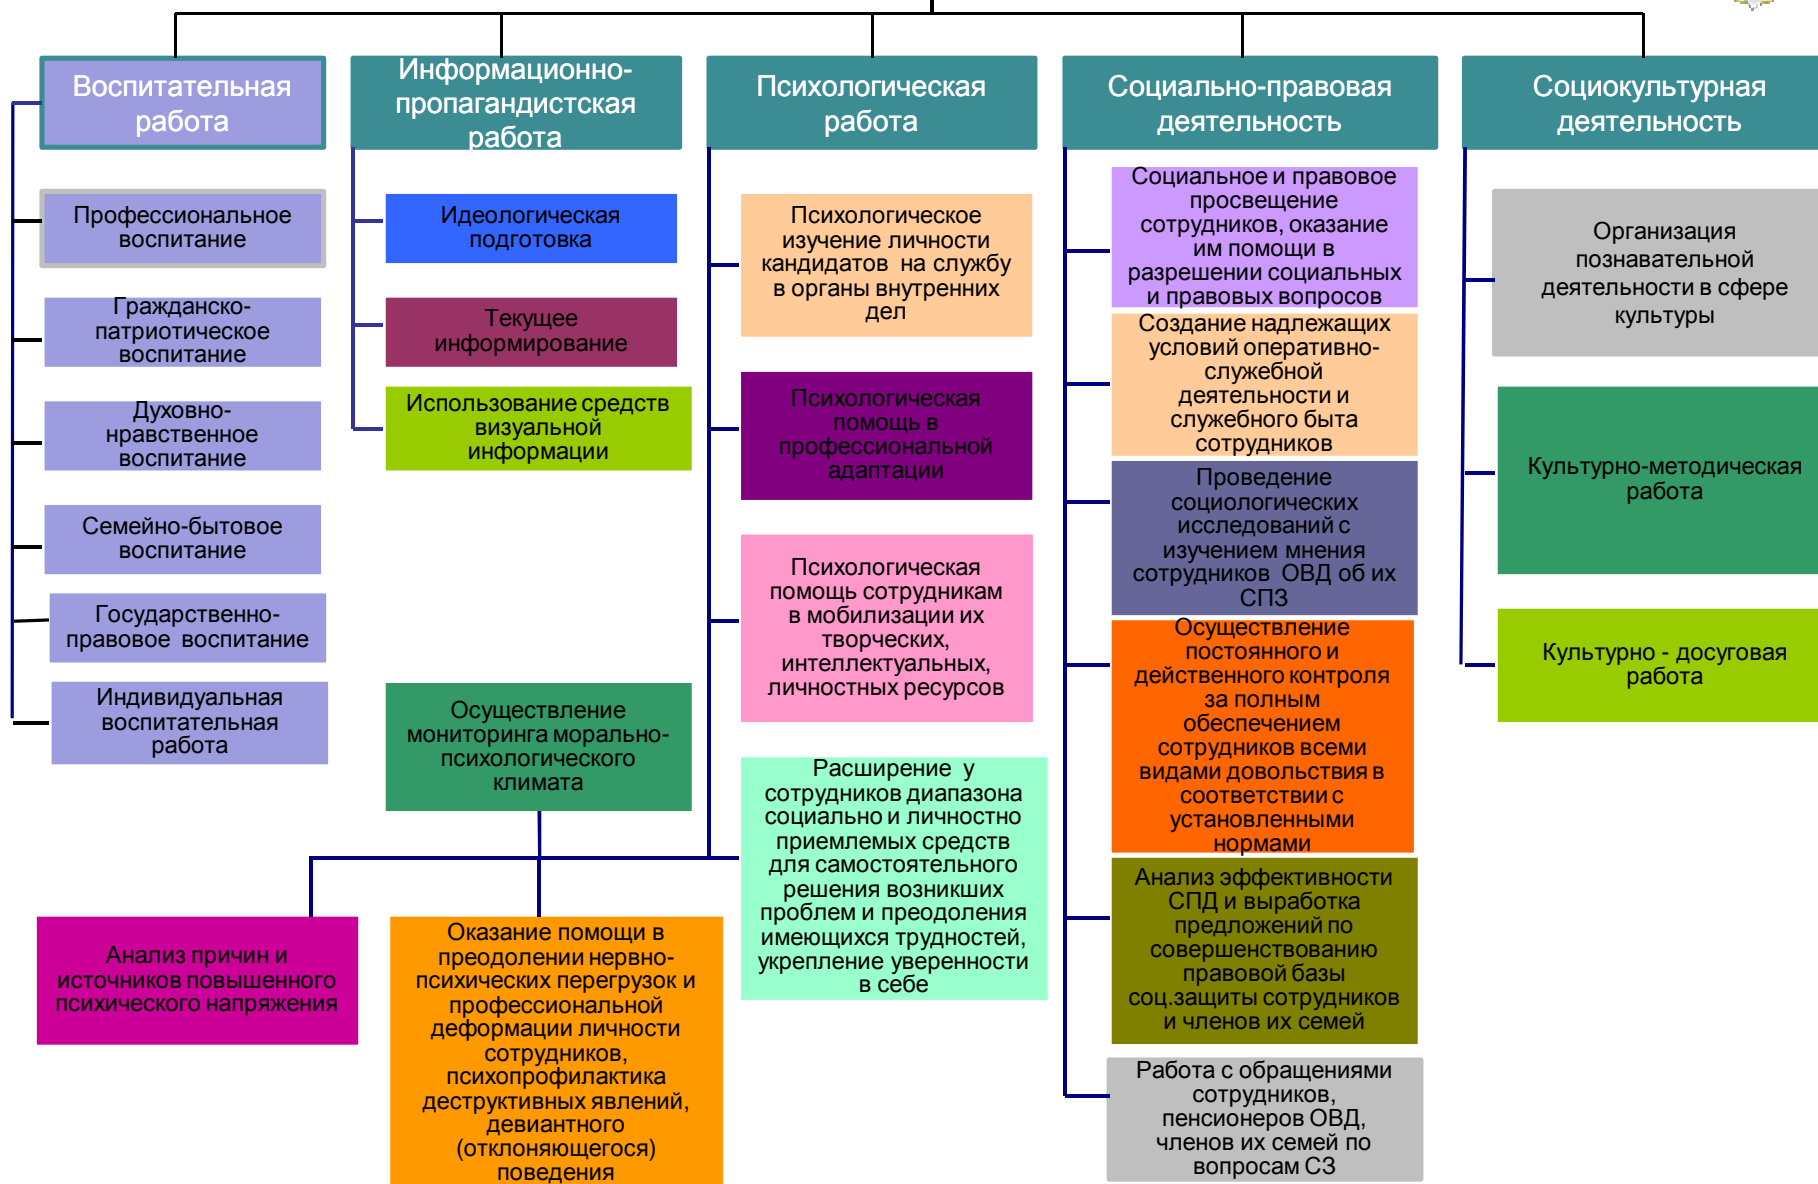 Воспитательная
работа
Профессиональное
воспитание
Гражданско-
патриотическое
воспитание
Духовно-
нравственное
воспитание
Семейно-бытовое
воспитание
Государственно-
правовое воспитание
Индивидуальная
воспитательная
работа
Информационно-
пропагандистская
работа
Идеологическая
подготовка
Текущее
информирование
Использование средств
визуальной
информации
Психологическая
работа
Психологическое
изучение личности
кандидатов на службу
в органы внутренних
дел
Психологическая
помощь в
профессиональной
адаптации
Психологическая
помощь сотрудникам
в мобилизации их
творческих,
интеллектуальных,
личностных ресурсов
Расширение у
сотрудников диапазона
социально и личностно
приемлемых средств
для самостоятельного
решения возникших
проблем и преодоления
имеющихся трудностей,
укрепление уверенности
в себе
Осуществление
мониторинга морально-
психологического
климата
Анализ причин и
источников повышенного
психического напряжения
Оказание помощи в
преодолении нервно-
психических перегрузок и
профессиональной
деформации личности
сотрудников,
психопрофилактика
деструктивных явлений,
девиантного
(отклоняющегося)
поведения
Социально-правовая
деятельность
Социальное и правовое
просвещение
сотрудников, оказание
им помощи в
разрешении социальных
и правовых вопросов
Создание надлежащих
условий оперативно-
служебной
деятельности и
служебного быта
сотрудников
Проведение
социологических
исследований с
изучением мнения
сотрудников ОВД об их
СПЗ
Осуществление
постоянного и
действенного контроля
за полным
обеспечением
сотрудников всеми
видами довольствия в
соответствии с
установленными
нормами
Анализ эффективности
СПД и выработка
предложений по
совершенствованию
правовой базы
соц.защиты сотрудников
и членов их семей
Работа с обращениями
сотрудников,
пенсионеров ОВД,
членов их семей по
вопросам СЗ
Социокультурная
деятельность
Организация
познавательной
деятельности в сфере
культуры
Культурно-методическая
работа
Культурно - досуговая
работа